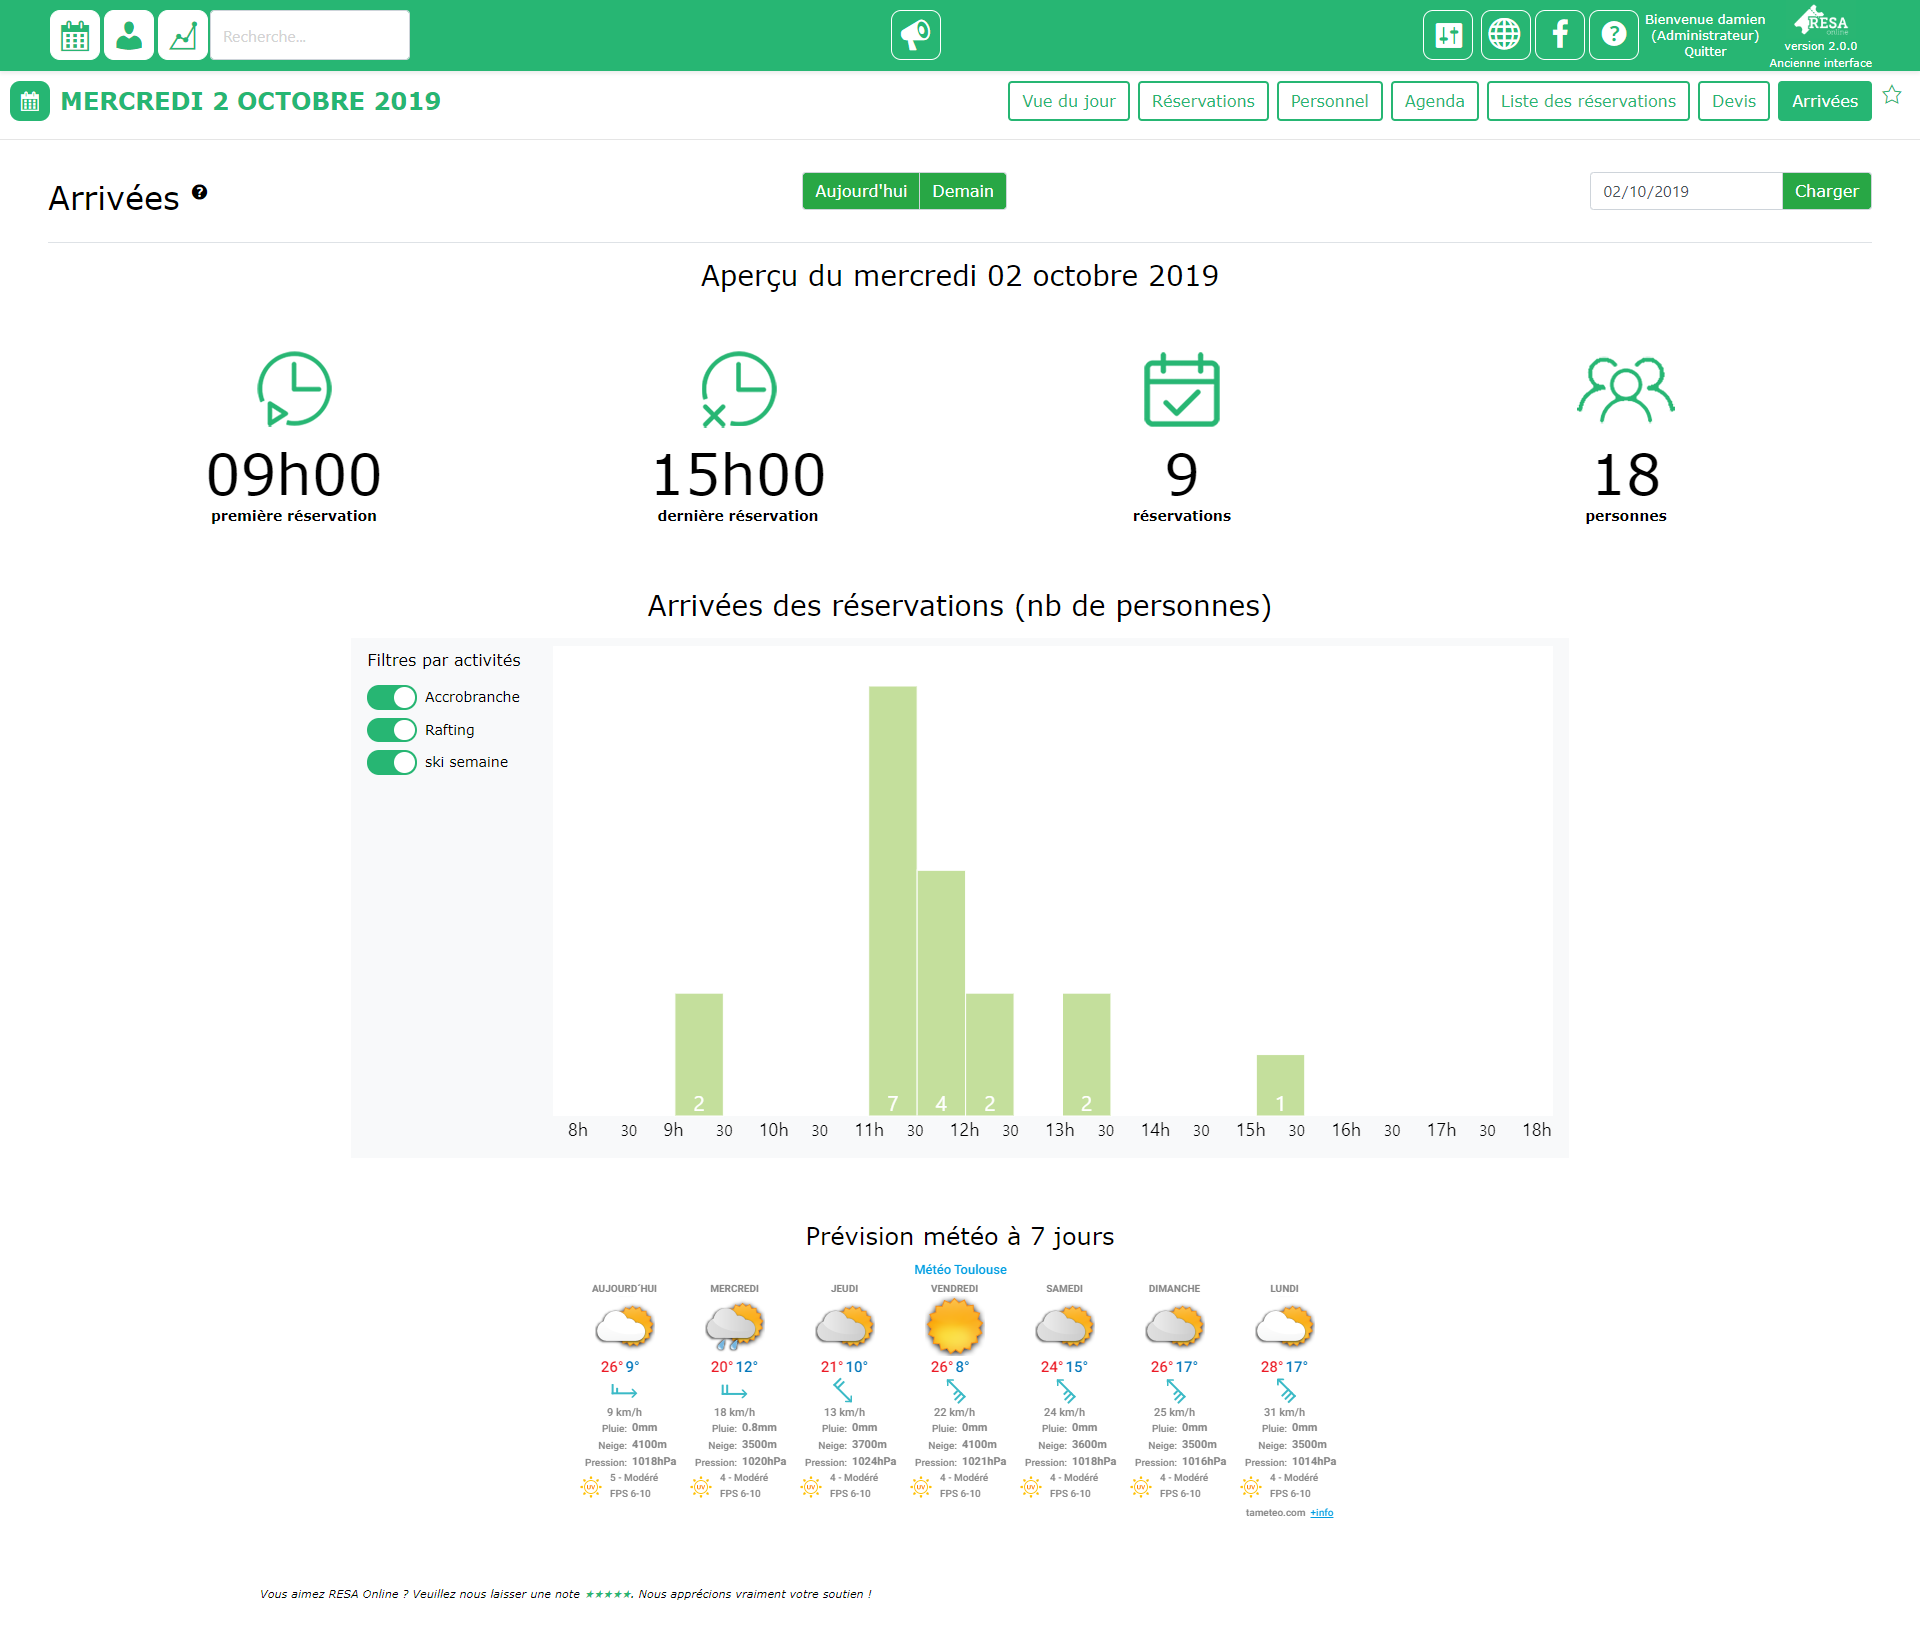 Recherche...
?
Bienvenue damien
(Administrateur)
Quitter
RESA
online
version 2.0.0
Ancienne interface
MERCREDI 2 OCTOBRE 2019
Vue du jour
Réservations
Personnel
Agenda
Liste des réservations
Devis
Arrivées
Arrivées ?
Aujourd'hui
Demain
02/10/2019
Charger
Aperçu du mercredi 02 octobre 2019
09h00
première réservation
15h00
dernière réservation
9
réservations
18
personnes
Arrivées des réservations (nb de personnes)
Filtres par activités
Accrobranche
Rafting
ski semaine
2 7 4 2 2 1
8h 30 9h 30 10h 30 11h 30 12h 30 13h 30 14h 30 15h 30 16h 30 17h 30 18h
Prévision météo à 7 jours
Météo Toulouse
AUJOURD´HUI MERCREDI JEUDI VENDREDI SAMEDI DIMANCHE LUNDI
26° 9° 20° 12° 21° 10° 26° 8° 24° 15° 26° 17° 28° 17°
9 km/h 18 km/h 13 km/h 22 km/h 24 km/h 25 km/h 31 km/h
Pluie: 0mm Pluie: 0.8mm Pluie: 0mm Pluie: 0mm Pluie: 0mm Pluie: 0mm Pluie: 0mm
Neige: 4100m Neige: 3500m Neige: 3700m Neige: 4100m Neige: 3600m Neige: 3500m Neige: 3500m
Pression: 1018hPa Pression: 1020hPa Pression: 1024hPa Pression: 1021hPa Pression: 1018hPa Pression: 1016hPa Pression: 1014hPa
UV 5 - Modéré UV 4 - Modéré UV 4 - Modéré UV 4 - Modéré UV 4 - Modéré UV 4 - Modéré UV 4 - Modéré
FPS 6-10 FPS 6-10 FPS 6-10 FPS 6-10 FPS 6-10 FPS 6-10 FPS 6-10
tameteo.com +info
Vous aimez RESA Online ? Veuillez nous laisser une note ★★★★★. Nous apprécions vraiment votre soutien !